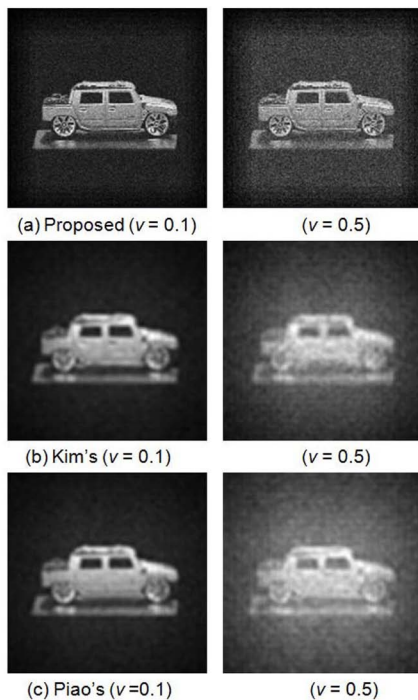 (a) Proposed (v = 0.1) (v = 0.5)
(b) Kim's (v = 0.1) (v = 0.5)
(c) Piao's (v =0.1) (v = 0.5)